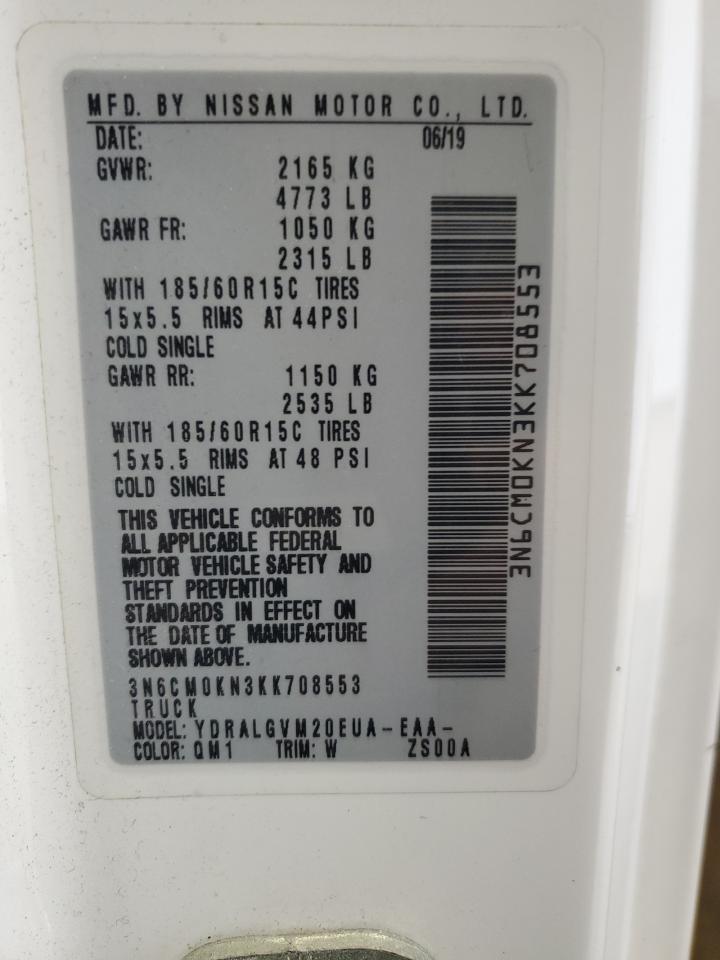 MFD. BY NISSAN MOTOR CO., LTD.
DATE: 06/19
GVWR: 2165 KG
4773 LB
GAWR FR: 1050 KG
2315 LB
WITH 185/60R15C TIRES
15x5.5 RIMS AT 44PSI
COLD SINGLE
GAWR RR: 1150 KG
2535 LB
WITH 185/60R15C TIRES
15x5.5 RIMS AT 48 PSI
COLD SINGLE
THIS VEHICLE CONFORMS TO
ALL APPLICABLE FEDERAL
MOTOR VEHICLE SAFETY AND
THEFT PREVENTION
STANDARDS IN EFFECT ON
THE DATE OF MANUFACTURE
SHOWN ABOVE.
3N6CM0KN3KK708553
TRUCK
MODEL: YDRALGVM20EUA-EAA-
COLOR: QM1 TRIM: W ZS00A
3N6CM0KN3KK708553